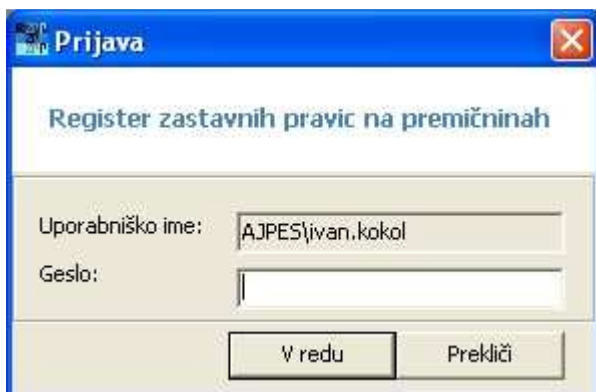 Prijava
Register zastavnih pravic na premičninah
Uporabniško ime: AJPES\ivan.kokol
Geslo:
V redu Prekliči